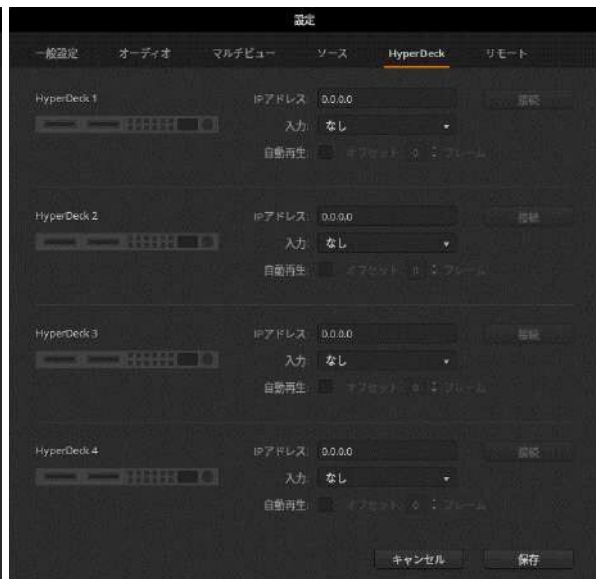 設定
一般設定 オーディオ マルチビュー ソース HyperDeck リモート
HyperDeck 1 IPアドレス: 0.0.0.0 接続
入力: なし
自動再生: オフセット: 0 フレーム
HyperDeck 2 IPアドレス: 0.0.0.0 接続
入力: なし
自動再生: オフセット: 0 フレーム
HyperDeck 3 IPアドレス: 0.0.0.0 接続
入力: なし
自動再生: オフセット: 0 フレーム
HyperDeck 4 IPアドレス: 0.0.0.0 接続
入力: なし
自動再生: オフセット: 0 フレーム
キャンセル 保存